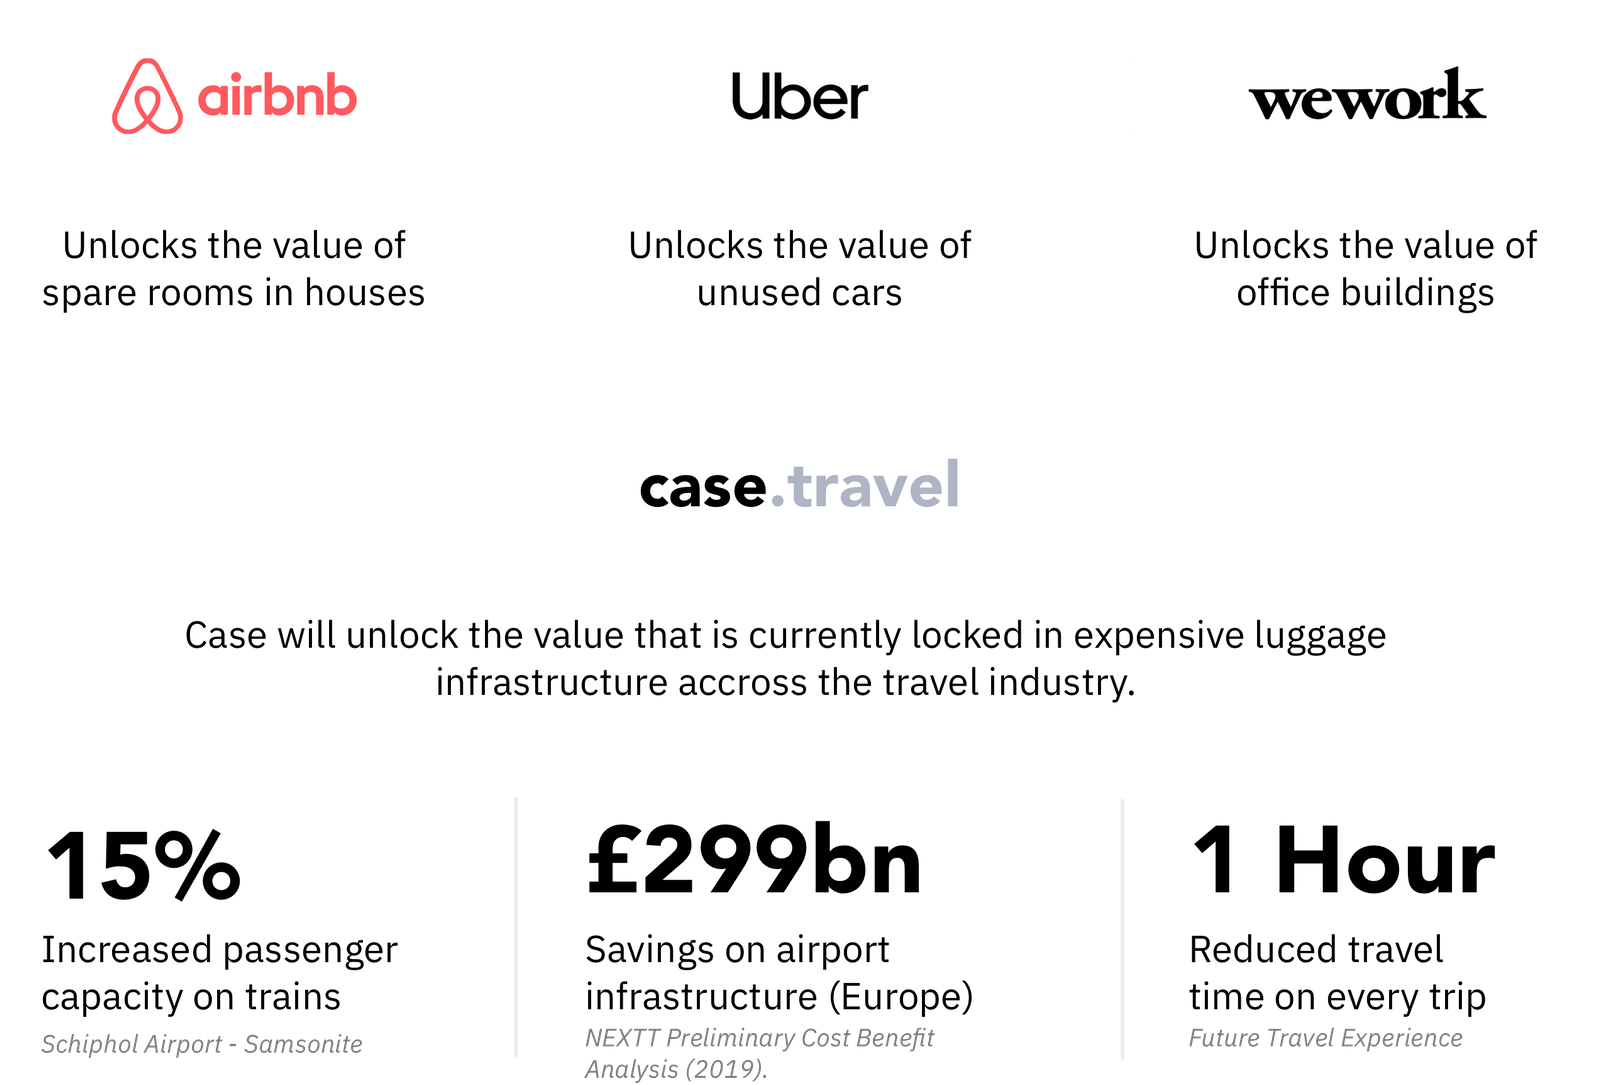 airbnb
Uber
wework
Unlocks the value of
spare rooms in houses
Unlocks the value of
unused cars
Unlocks the value of
office buildings
case.travel
Case will unlock the value that is currently locked in expensive luggage
infrastructure accross the travel industry.
15%
Increased passenger
capacity on trains
Schiphol Airport - Samsonite
£299bn
Savings on airport
infrastructure (Europe)
NEXTT Preliminary Cost Benefit
Analysis (2019).
1 Hour
Reduced travel
time on every trip
Future Travel Experience